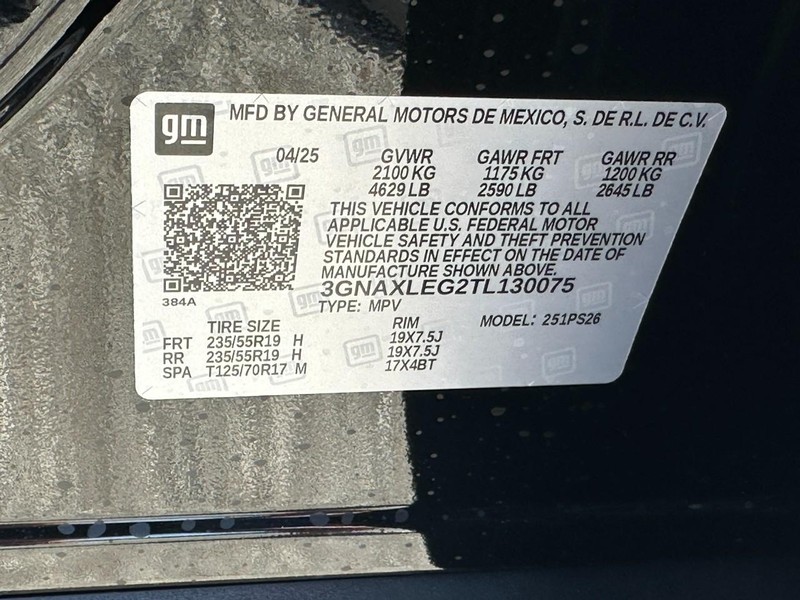 gm MFD BY GENERAL MOTORS DE MEXICO, S. DE R.L. DE C.V.
04/25 GVWR GAWR FRT GAWR RR
2100 KG 1175 KG 1200 KG
4629 LB 2590 LB 2645 LB
THIS VEHICLE CONFORMS TO ALL
APPLICABLE U.S. FEDERAL MOTOR
VEHICLE SAFETY AND THEFT PREVENTION
STANDARDS IN EFFECT ON THE DATE OF
MANUFACTURE SHOWN ABOVE.
3GNAXLEG2TL130075
384A TYPE: MPV
TIRE SIZE RIM MODEL: 251PS26
FRT 235/55R19 H 19X7.5J
RR 235/55R19 H 19X7.5J
SPA T125/70R17 M 17X4BT